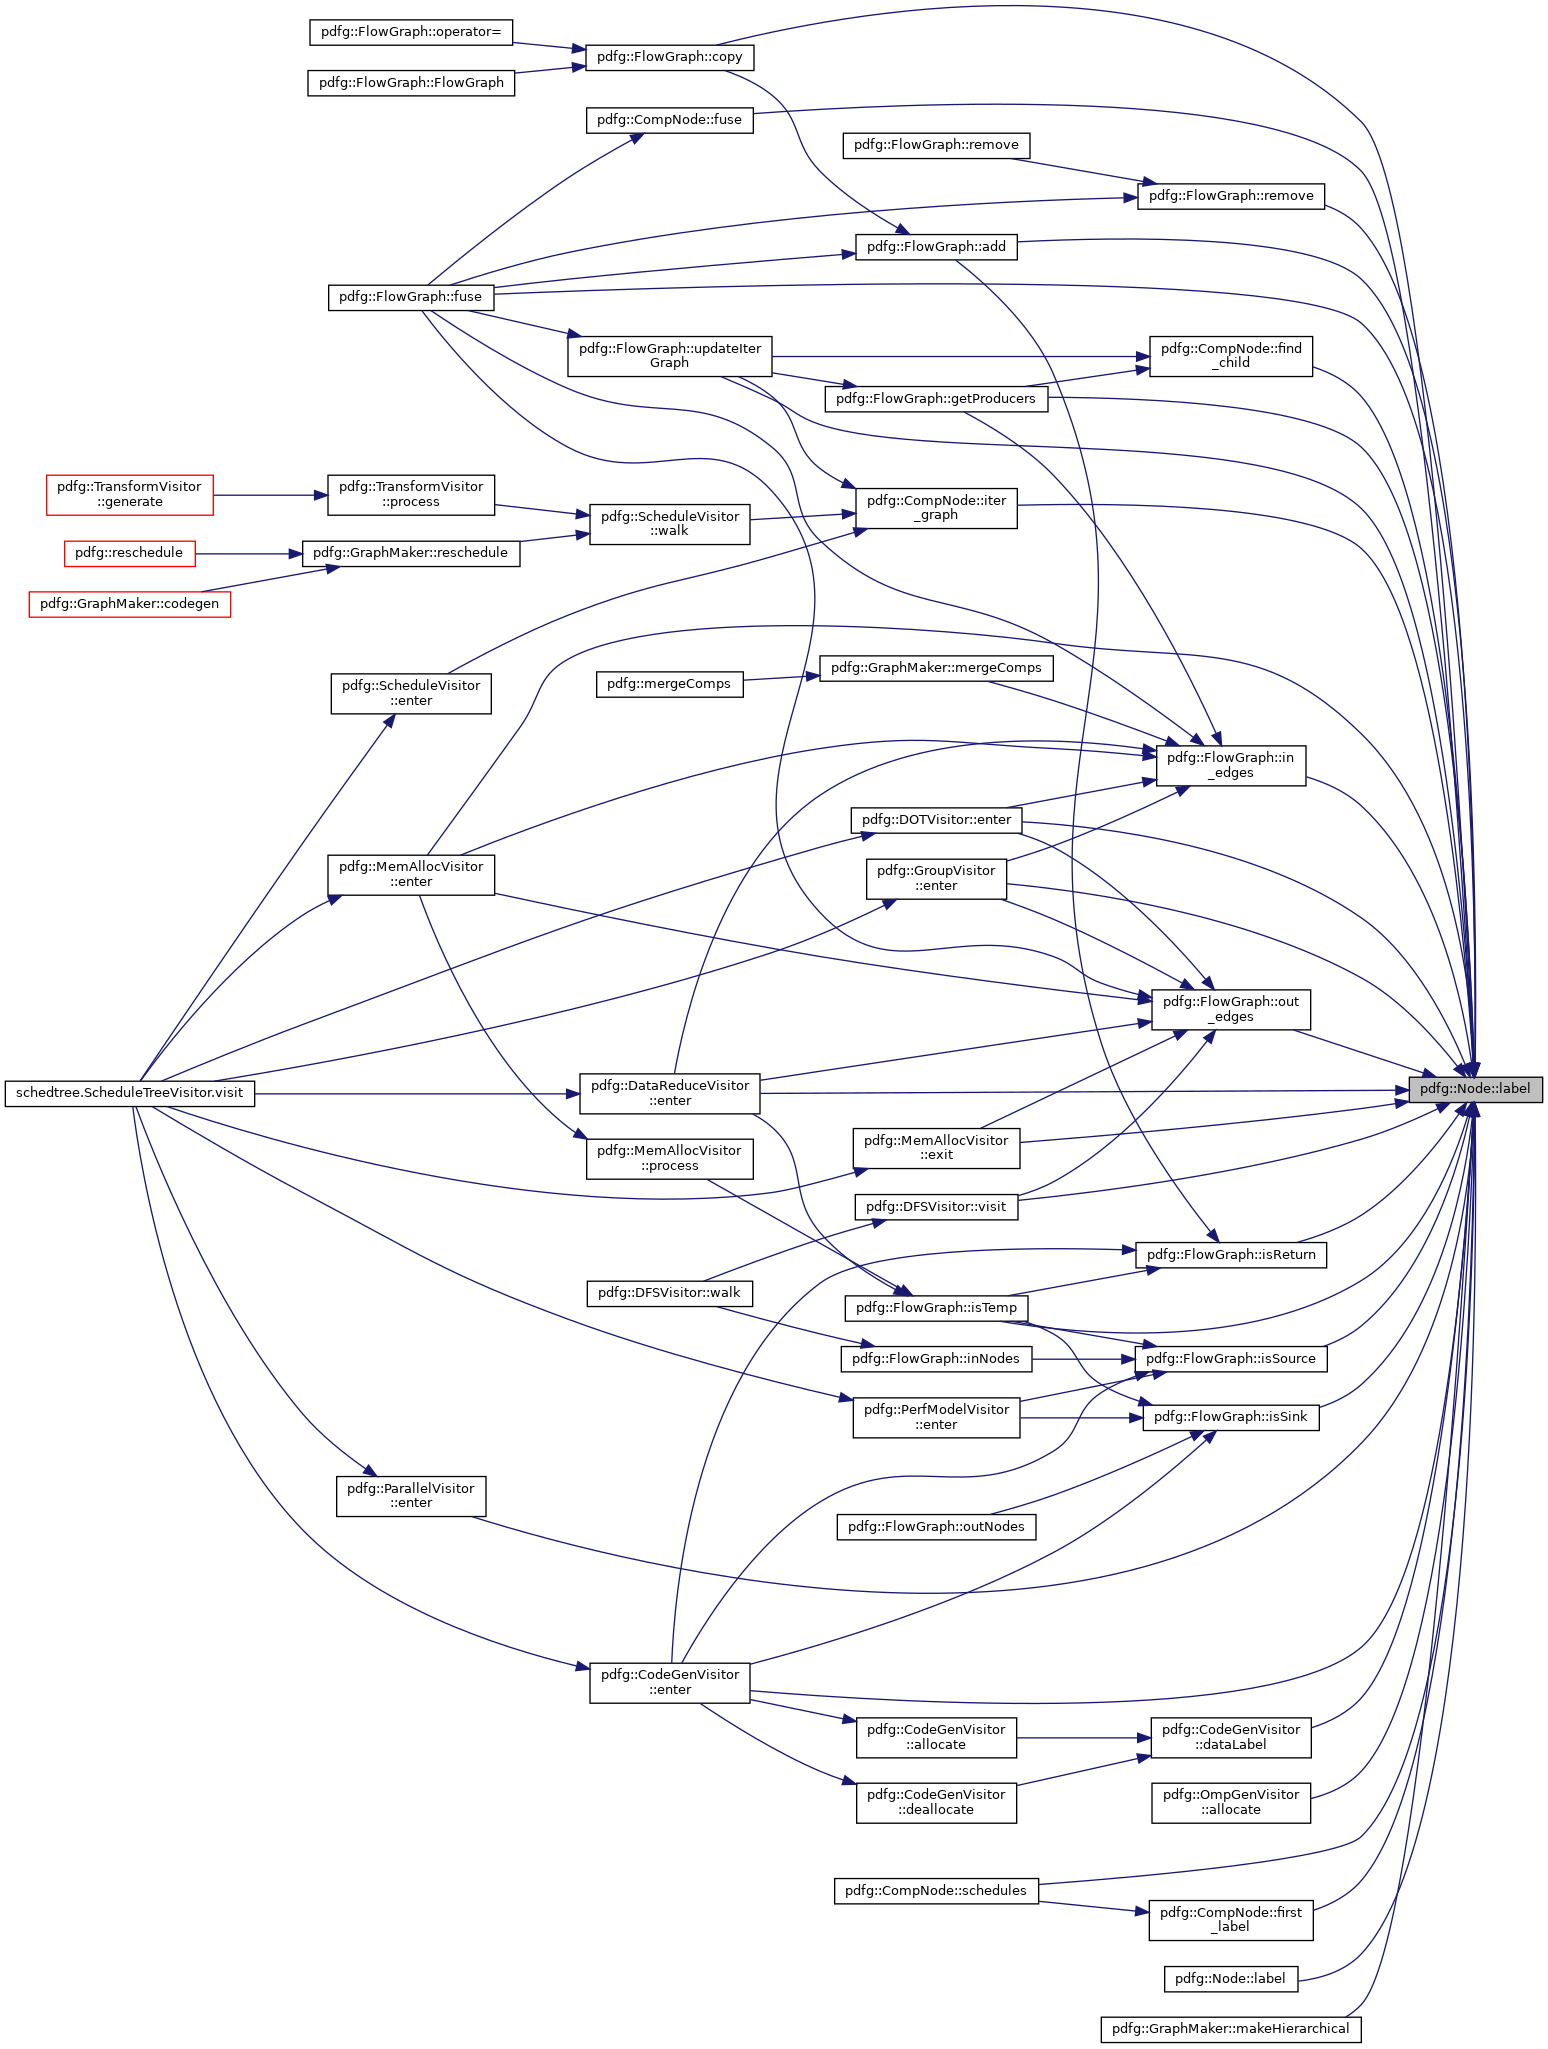 pdfg::FlowGraph::operator=
pdfg::FlowGraph::copy
pdfg::FlowGraph::FlowGraph
pdfg::CompNode::fuse
pdfg::FlowGraph::remove
pdfg::FlowGraph::remove
pdfg::FlowGraph::add
pdfg::FlowGraph::fuse
pdfg::FlowGraph::updateIter
Graph
pdfg::CompNode::find
_child
pdfg::FlowGraph::getProducers
pdfg::TransformVisitor
::generate
pdfg::TransformVisitor
::process
pdfg::ScheduleVisitor
::walk
pdfg::CompNode::iter
_graph
pdfg::reschedule
pdfg::GraphMaker::reschedule
pdfg::GraphMaker::codegen
pdfg::ScheduleVisitor
::enter
pdfg::mergeComps
pdfg::GraphMaker::mergeComps
pdfg::FlowGraph::in
_edges
pdfg::DOTVisitor::enter
pdfg::MemAllocVisitor
::enter
pdfg::GroupVisitor
::enter
pdfg::FlowGraph::out
_edges
schedtree.ScheduleTreeVisitor.visit
pdfg::DataReduceVisitor
::enter
pdfg::Node::label
pdfg::MemAllocVisitor
::process
pdfg::MemAllocVisitor
::exit
pdfg::DFSVisitor::visit
pdfg::FlowGraph::isReturn
pdfg::DFSVisitor::walk
pdfg::FlowGraph::isTemp
pdfg::FlowGraph::inNodes
pdfg::FlowGraph::isSource
pdfg::PerfModelVisitor
::enter
pdfg::FlowGraph::isSink
pdfg::ParallelVisitor
::enter
pdfg::FlowGraph::outNodes
pdfg::CodeGenVisitor
::enter
pdfg::CodeGenVisitor
::allocate
pdfg::CodeGenVisitor
::dataLabel
pdfg::CodeGenVisitor
::deallocate
pdfg::OmpGenVisitor
::allocate
pdfg::CompNode::schedules
pdfg::CompNode::first
_label
pdfg::Node::label
pdfg::GraphMaker::makeHierarchical